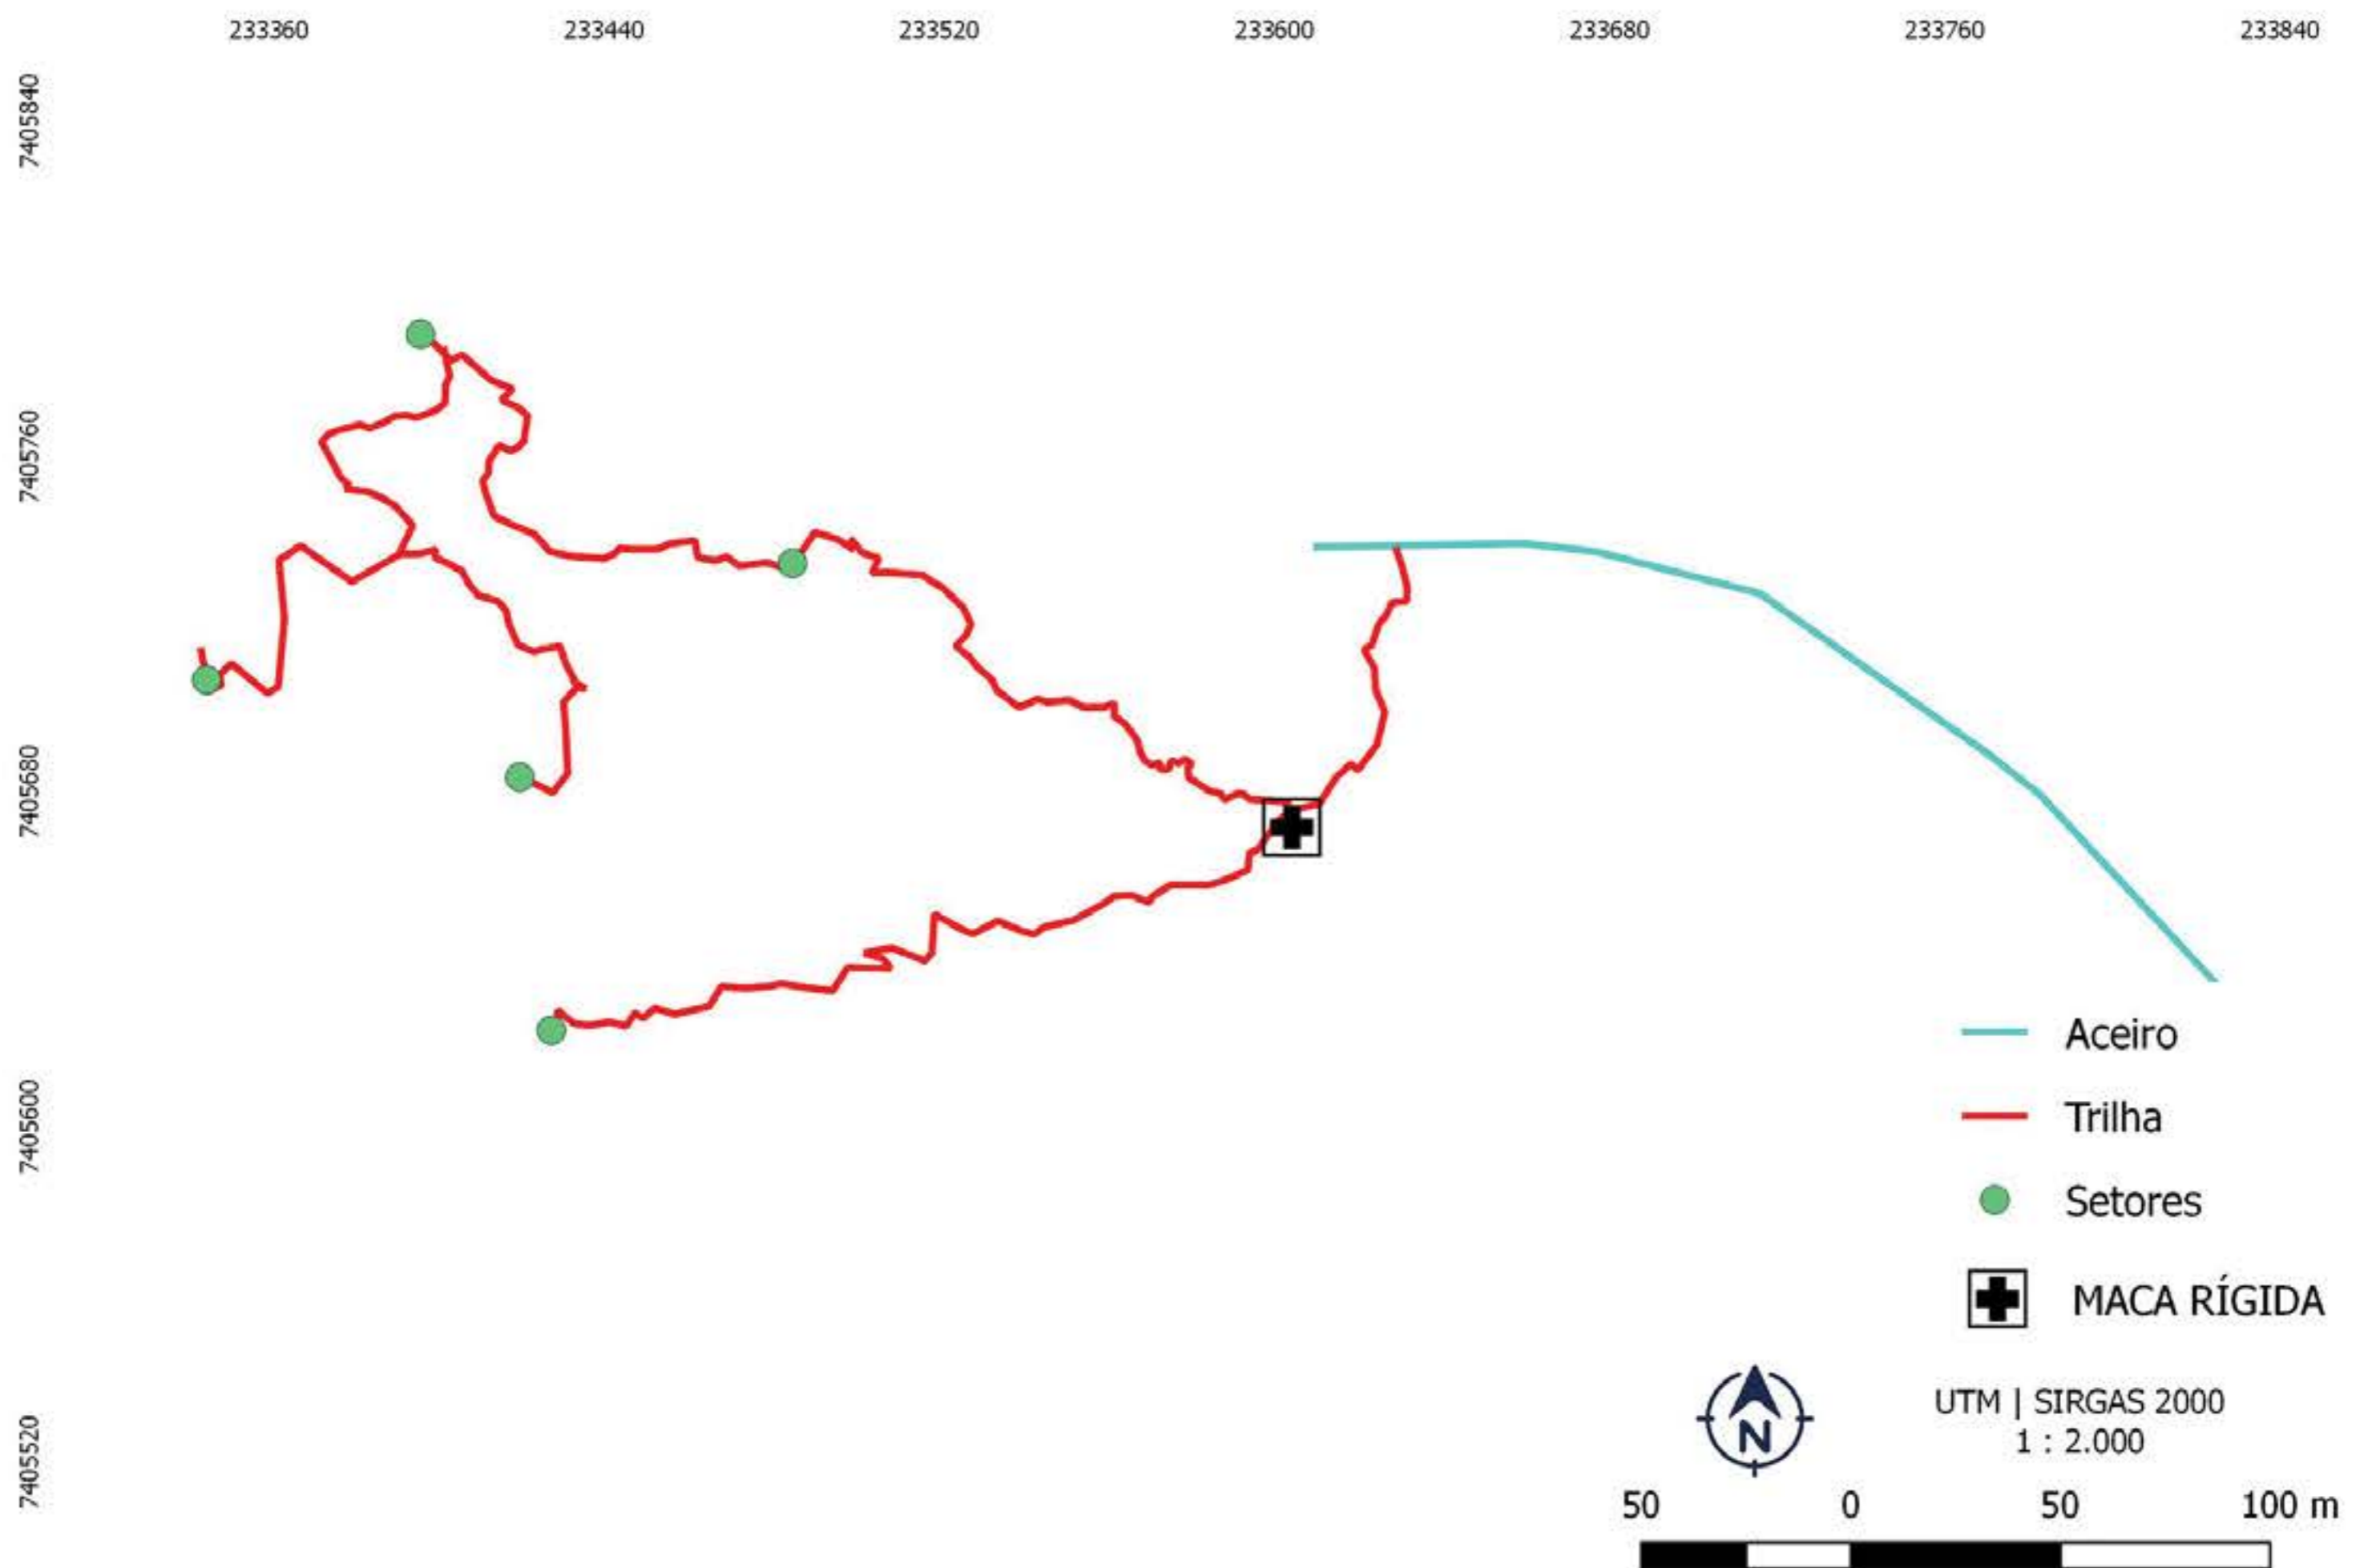 233360 233440 233520 233600 233680 233760 233840
7405840
7405760
7405680
7405600
7405520
Aceiro
Trilha
Setores
MACA RÍGIDA
N
UTM | SIRGAS 2000
1 : 2.000
50 0 50 100 m